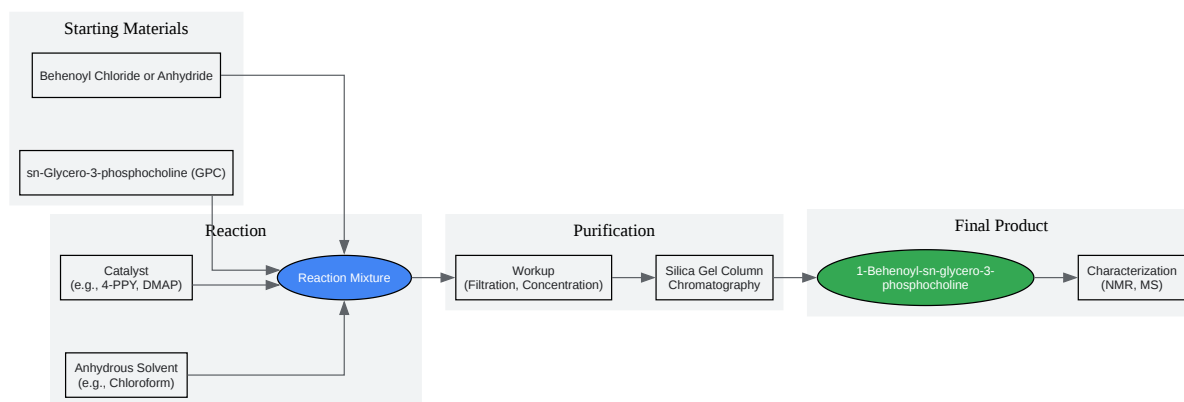 Starting Materials
Behenoyl Chloride or Anhydride
sn-Glycero-3-phosphocholine (GPC)
Reaction
Catalyst
(e.g., 4-PPY, DMAP)
Reaction Mixture
Anhydrous Solvent
(e.g., Chloroform)
Purification
Workup
(Filtration, Concentration)
Silica Gel Column
Chromatography
Final Product
1-Behenoyl-sn-glycero-3-
phosphocholine
Characterization
(NMR, MS)